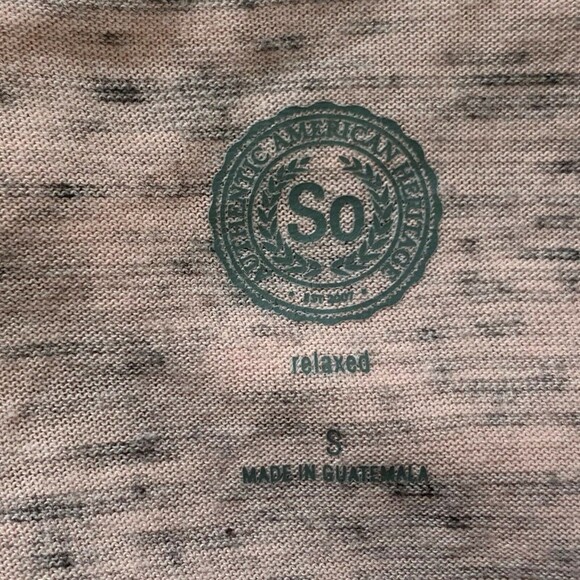 AUTHENTIC AMERICAN HERITAGE
So
EST 2007
relaxed
S
MADE IN GUATEMALA